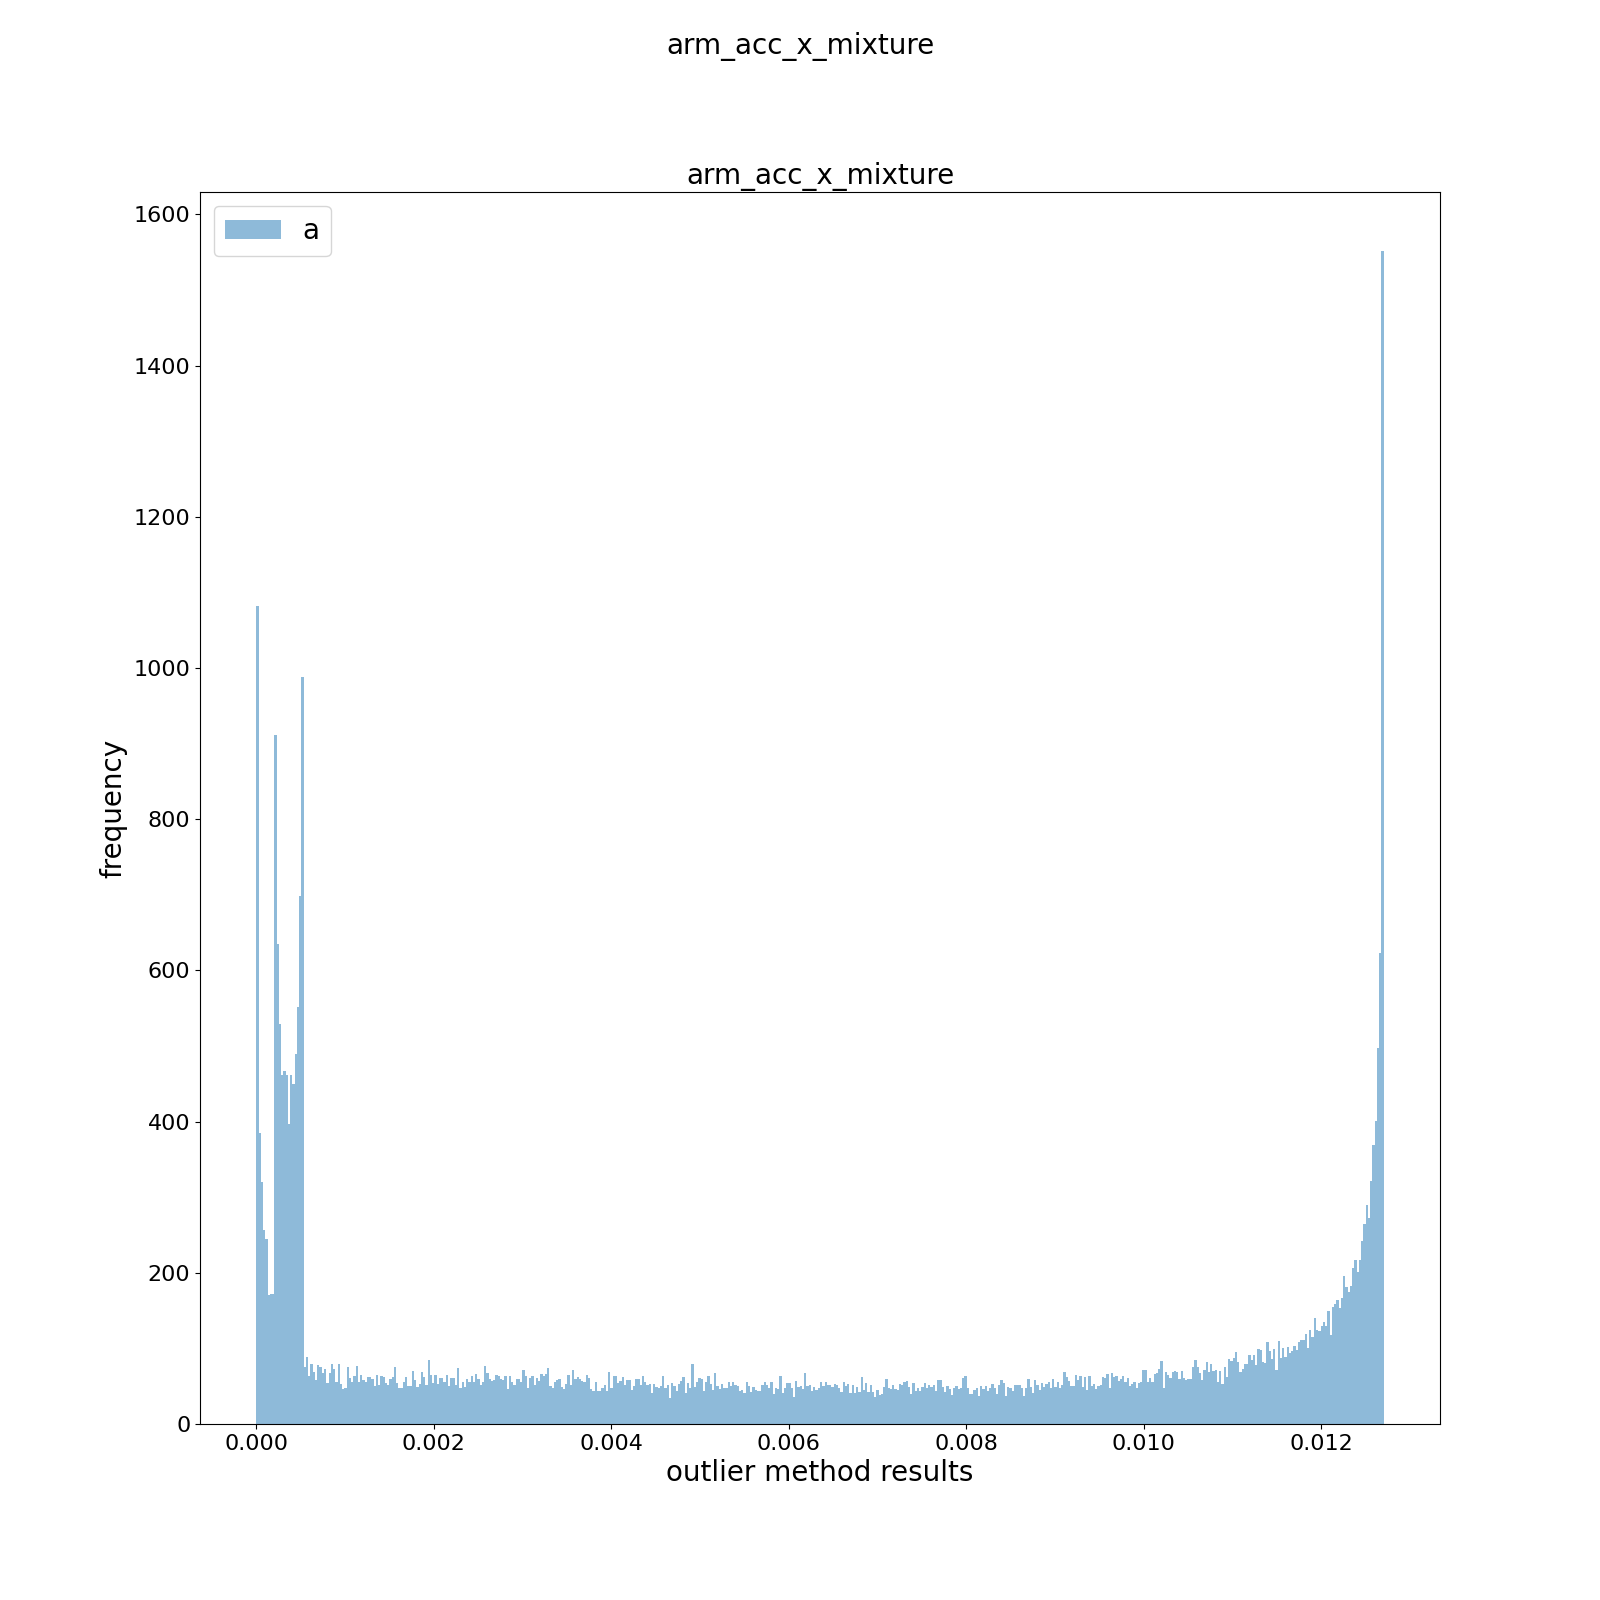 arm_acc_x_mixture
arm_acc_x_mixture
a
1600
1400
1200
1000
800
600
400
200
0
frequency
0.000 0.002 0.004 0.006 0.008 0.010 0.012
outlier method results